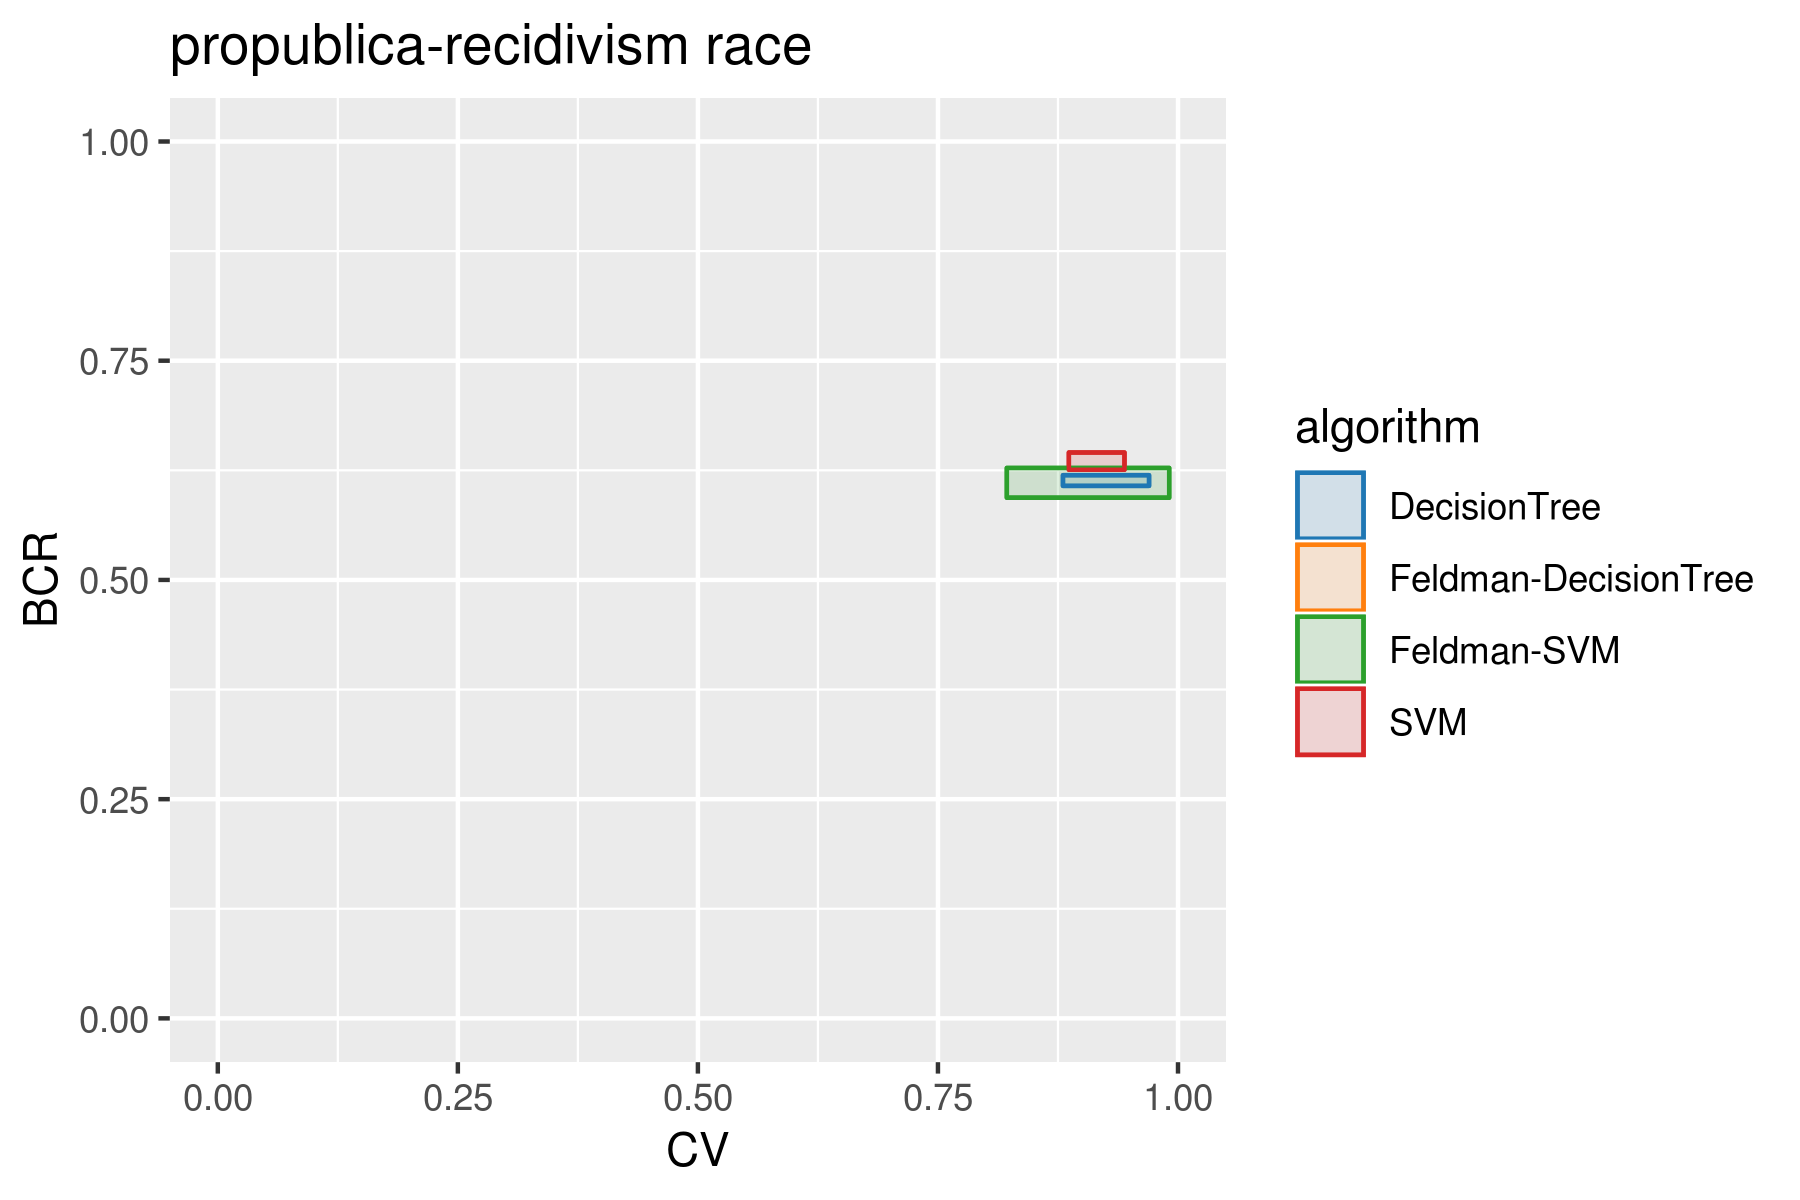 propublica-recidivism race
1.00
0.75
0.50
0.25
0.00
BCR
0.00 0.25 0.50 0.75 1.00
CV
algorithm
DecisionTree
Feldman-DecisionTree
Feldman-SVM
SVM